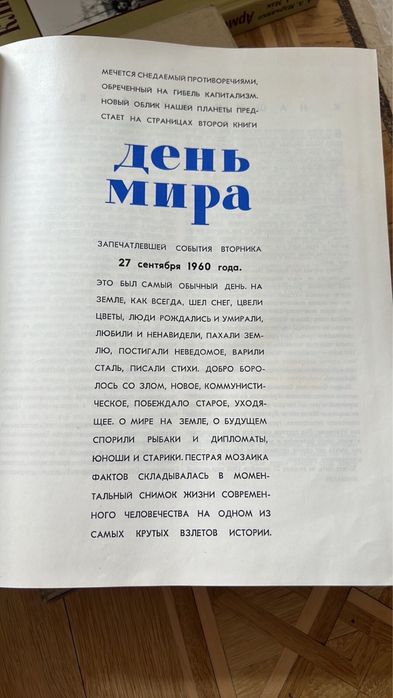 МЕЧЕТСЯ СНЕДАЕМЫЙ ПРОТИВОРЕЧИЯМИ,
ОБРЕЧЕННЫЙ НА ГИБЕЛЬ КАПИТАЛИЗМ.
НОВЫЙ ОБЛИК НАШЕЙ ПЛАНЕТЫ ПРЕД-
СТАЕТ НА СТРАНИЦАХ ВТОРОЙ КНИГИ
день
мира
ЗАПЕЧАТЛЕВШЕЙ СОБЫТИЯ ВТОРНИКА
27 сентября 1960 года.
ЭТО БЫЛ САМЫЙ ОБЫЧНЫЙ ДЕНЬ. НА
ЗЕМЛЕ, КАК ВСЕГДА, ШЕЛ СНЕГ, ЦВЕЛИ
ЦВЕТЫ, ЛЮДИ РОЖДАЛИСЬ И УМИРАЛИ,
ЛЮБИЛИ И НЕНАВИДЕЛИ, ПАХАЛИ ЗЕМ-
ЛЮ, ПОСТИГАЛИ НЕВЕДОМОЕ, ВАРИЛИ
СТАЛЬ, ПИСАЛИ СТИХИ. ДОБРО БОРО-
ЛОСЬ СО ЗЛОМ, НОВОЕ, КОММУНИСТИ-
ЧЕСКОЕ, ПОБЕЖДАЛО СТАРОЕ, УХОДЯ-
ЩЕЕ. О МИРЕ НА ЗЕМЛЕ, О БУДУЩЕМ
СПОРИЛИ РЫБАКИ И ДИПЛОМАТЫ,
ЮНОШИ И СТАРИКИ. ПЕСТРАЯ МОЗАИКА
ФАКТОВ СКЛАДЫВАЛАСЬ В МОМЕН-
ТАЛЬНЫЙ СНИМОК ЖИЗНИ СОВРЕМЕН-
НОГО ЧЕЛОВЕЧЕСТВА НА ОДНОМ ИЗ
САМЫХ КРУТЫХ ВЗЛЕТОВ ИСТОРИИ.